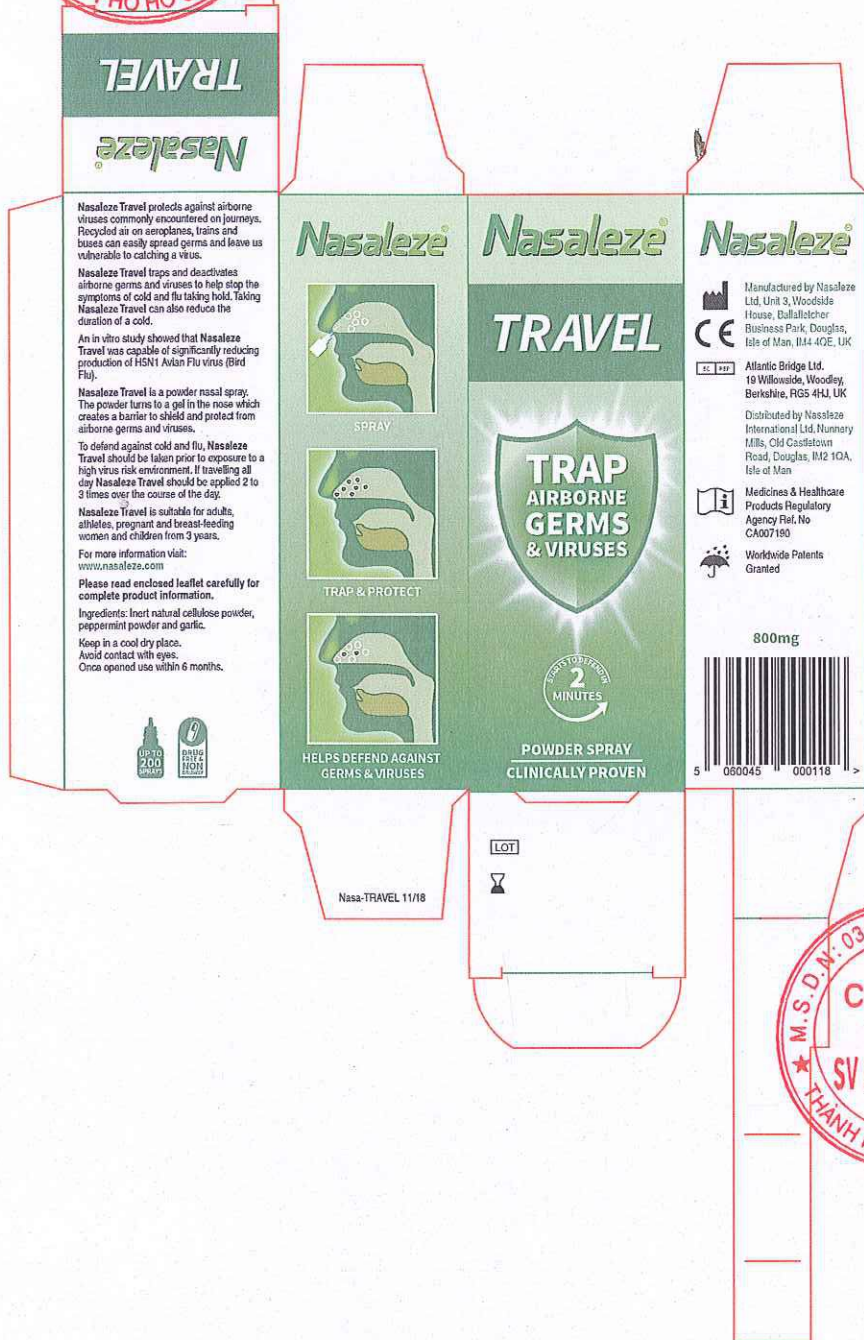 TRAVEL
Nasaleze®
Nasaleze Travel protects against airborne
viruses commonly encountered on journeys.
Recycled air on aeroplanes, trains and
buses can easily spread germs and leave us
vulnerable to catching a virus.
Nasaleze Travel traps and deactivates
airborne germs and viruses to help stop the
symptoms of cold and flu taking hold. Taking
Nasaleze Travel can also reduce the
duration of a cold.
An in vitro study showed that Nasaleze
Travel was capable of significantly reducing
production of H5N1 Avian Flu virus (Bird
Flu).
Nasaleze Travel is a powder nasal spray.
The powder turns to a gel in the nose which
creates a barrier to shield and protect from
airborne germs and viruses.
To defend against cold and flu, Nasaleze
Travel should be taken prior to exposure to a
high virus risk environment. If travelling all
day Nasaleze Travel should be applied 2 to
3 times over the course of the day.
Nasaleze Travel is suitable for adults,
athletes, pregnant and breast-feeding
women and children from 3 years.
For more information visit:
www.nasaleze.com
Please read enclosed leaflet carefully for
complete product information.
Ingredients: Inert natural cellulose powder,
peppermint powder and garlic.
Keep in a cool dry place.
Avoid contact with eyes.
Once opened use within 6 months.
UP TO
200
SPRAYS
DRUG
FREE &
NON
Nasaleze®
SPRAY
TRAP & PROTECT
HELPS DEFEND AGAINST
GERMS & VIRUSES
Nasa-TRAVEL 11/18
Nasaleze®
TRAVEL
TRAP
AIRBORNE
GERMS
& VIRUSES
STARTS TO DEFEND IN
2
MINUTES
POWDER SPRAY
CLINICALLY PROVEN
LOT
Nasaleze®
Manufactured by Nasaleze
Ltd, Unit 3, Woodside
House, Ballafletcher
Business Park, Douglas,
Isle of Man, IM4 4QE, UK
CE
EC REP
Atlantic Bridge Ltd.
19 Willowside, Woodley,
Berkshire, RG5 4HJ, UK
Distributed by Nasaleze
International Ltd, Nunnery
Mills, Old Castletown
Road, Douglas, IM2 1QA,
Isle of Man
Medicines & Healthcare
Products Regulatory
Agency Ref. No
CA007190
Worldwide Patents
Granted
800mg
5 060045 000118 >
M.S.D.N: 03
C
SV
THÀNH